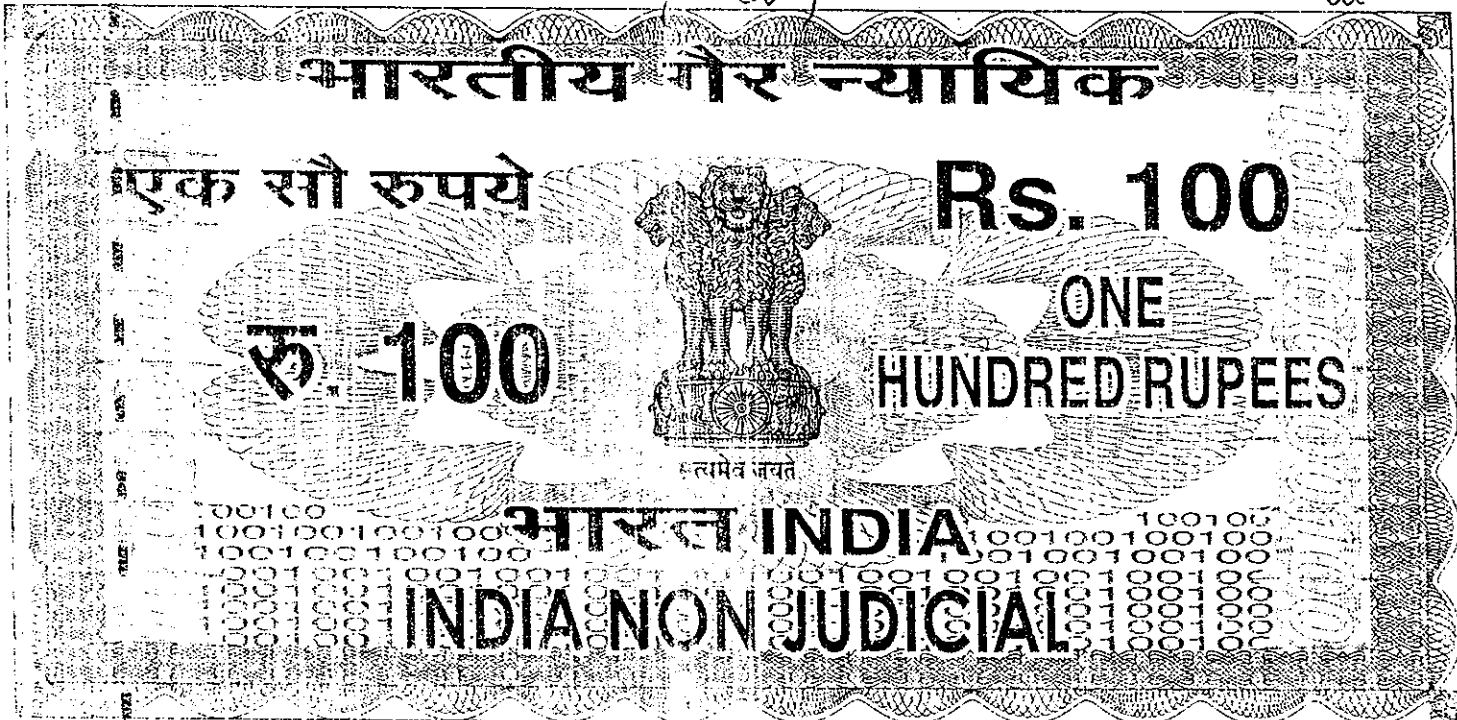 भारतीय गैर न्यायिक
एक सौ रुपये
Rs. 100
रु. 100
ONE
HUNDRED RUPEES
सत्यमेव जयते
भारत INDIA
INDIA NON JUDICIAL